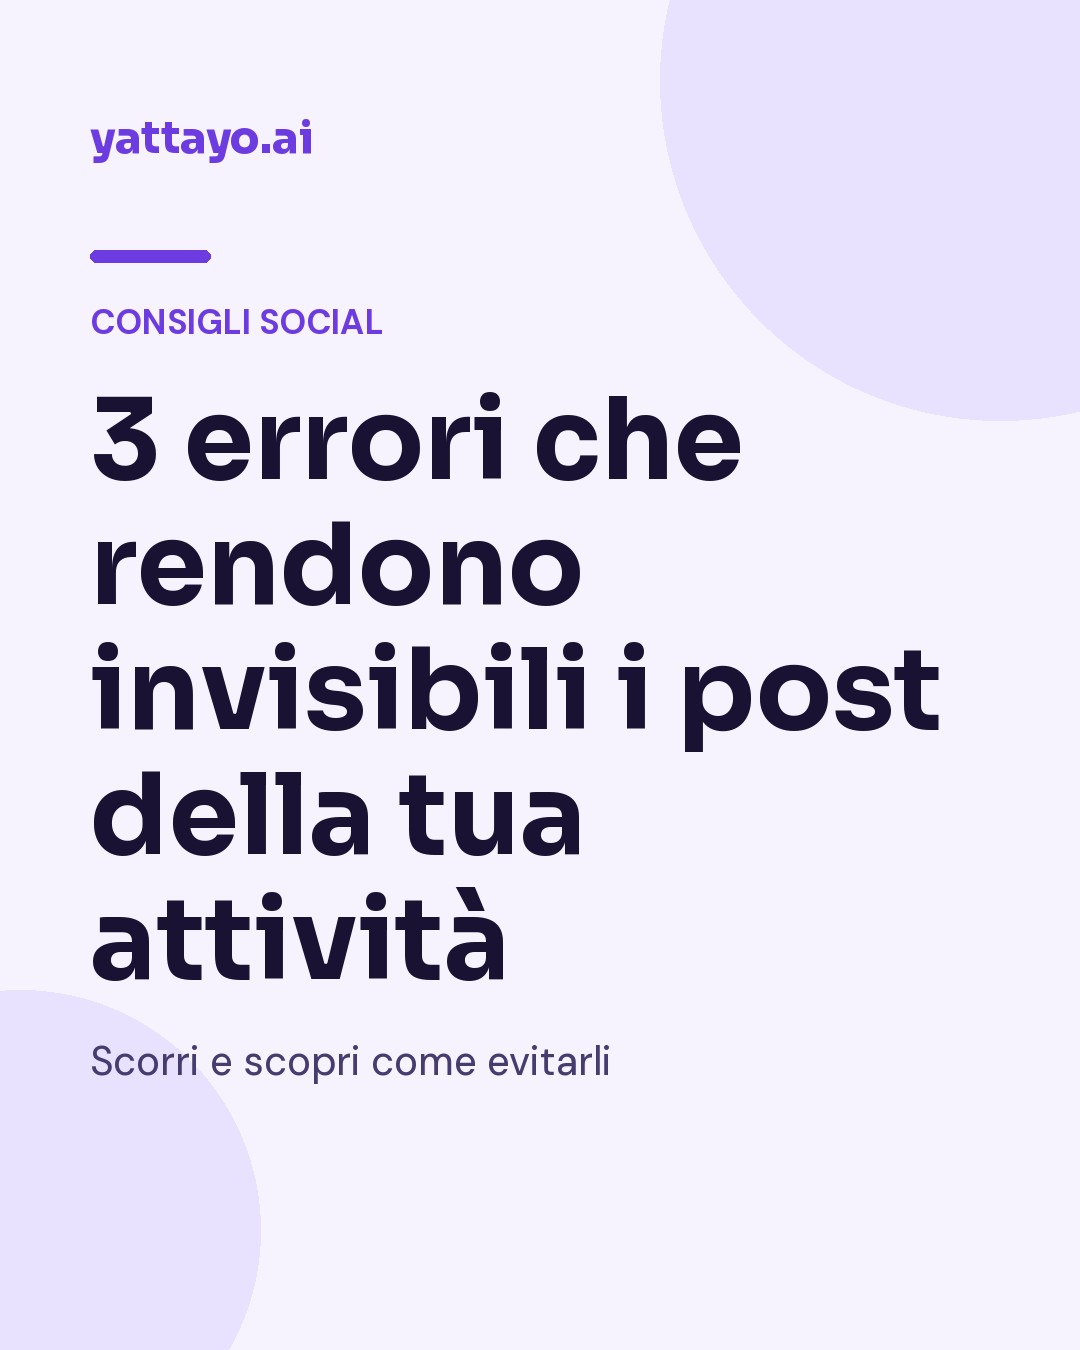 yattayo.ai
CONSIGLI SOCIAL
3 errori che
rendono
invisibili i post
della tua
attività
Scorri e scopri come evitarli